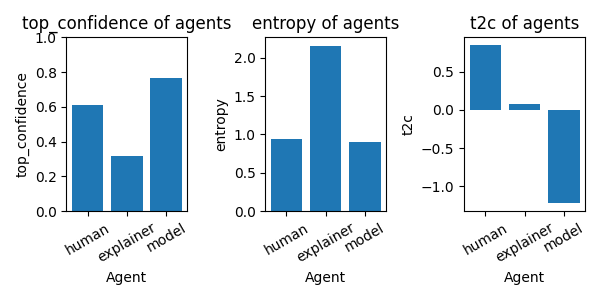 top_confidence of agents
top_confidence
1.0
0.8
0.6
0.4
0.2
0.0
human
explainer
model
Agent
entropy of agents
entropy
2.0
1.5
1.0
0.5
0.0
human
explainer
model
Agent
t2c of agents
t2c
0.5
0.0
−0.5
−1.0
human
explainer
model
Agent